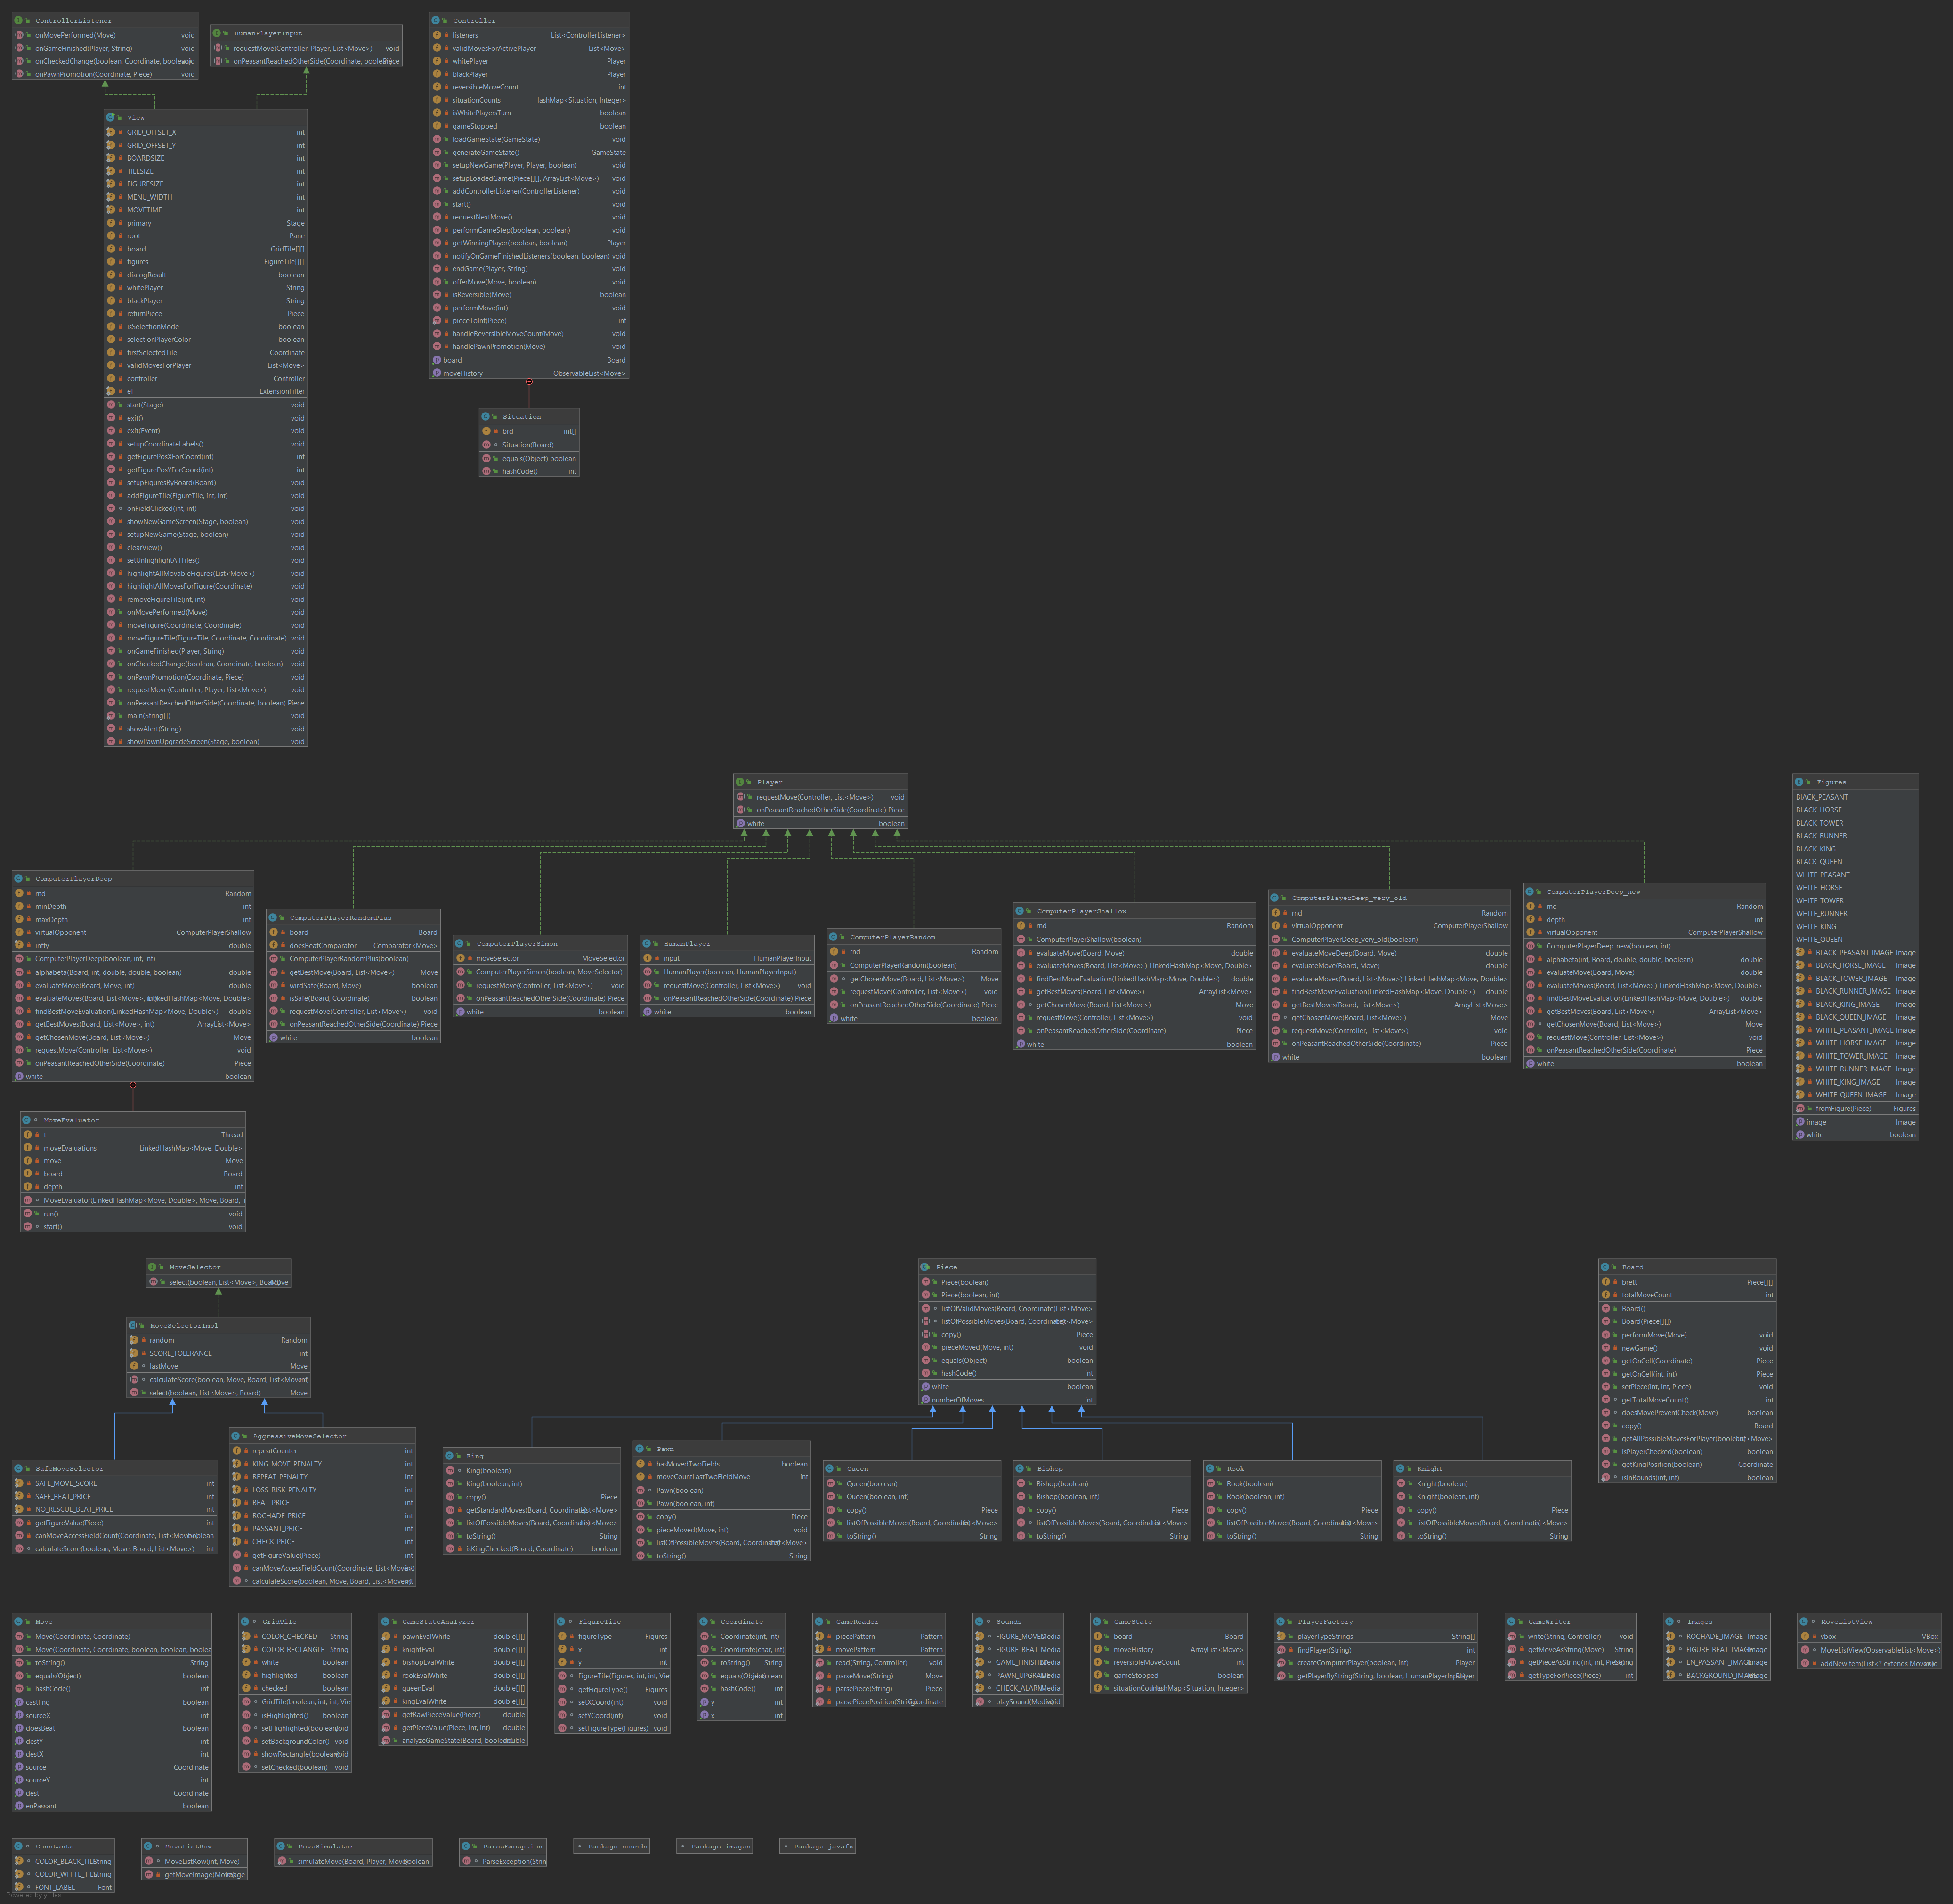 ControllerListener
onMovePerformed(Move) void
onGameFinished(Player, String) void
onCheckedChange(boolean, Coordinate, boolean)
onPawnPromotion(Coordinate, Piece) void
HumanPlayerInput
requestMove(Controller, Player, List<Move>) void
onPeasantReachedOtherSide(Coordinate, boolean) Piece
Controller
listeners List<ControllerListener>
validMovesForActivePlayer List<Move>
whitePlayer Player
blackPlayer Player
reversibleMoveCount int
situationCounts HashMap<Situation, Integer>
isWhitePlayersTurn boolean
gameStopped boolean
loadGameState(GameState) void
generateGameState() GameState
setupNewGame(Player, Player, boolean) void
setupLoadedGame(Piece[][], ArrayList<Move>) void
addControllerListener(ControllerListener) void
start() void
requestNextMove() void
performGameStep(boolean, boolean) void
getWinningPlayer(boolean, boolean) Player
notifyOnGameFinishedListeners(boolean, boolean) void
endGame(Player, String) void
offerMove(Move, boolean) void
isReversible(Move) boolean
performMove(int) void
pieceToInt(Piece) int
handleReversibleMoveCount(Move) void
handlePawnPromotion(Move) void
board Board
moveHistory ObservableList<Move>
Situation
brd int[]
Situation(Board)
equals(Object) boolean
hashCode() int
View
GRID_OFFSET_X int
GRID_OFFSET_Y int
BOARDSIZE int
TILESIZE int
FIGURESIZE int
MENU_WIDTH int
MOVETIME int
primary Stage
root Pane
board GridTile[][]
figures FigureTile[][]
dialogResult boolean
whitePlayer String
blackPlayer String
returnPiece Piece
isSelectionMode boolean
selectionPlayerColor boolean
firstSelectedTile Coordinate
validMovesForPlayer List<Move>
controller Controller
ef ExtensionFilter
start(Stage) void
exit() void
exit(Event) void
setupCoordinateLabels() void
getFigurePosXForCoord(int) int
getFigurePosYForCoord(int) int
setupFiguresByBoard(Board) void
addFigureTile(FigureTile, int, int) void
onFieldClicked(int, int) void
showNewGameScreen(Stage, boolean) void
setupNewGame(Stage, boolean) void
clearView() void
setUnhighlightAllTiles() void
highlightAllMovableFigures(List<Move>) void
highlightAllMovesForFigure(Coordinate) void
removeFigureTile(int, int) void
onMovePerformed(Move) void
moveFigure(Coordinate, Coordinate) void
moveFigureTile(FigureTile, Coordinate, Coordinate) void
onGameFinished(Player, String) void
onCheckedChange(boolean, Coordinate, boolean) void
onPawnPromotion(Coordinate, Piece) void
requestMove(Controller, Player, List<Move>) void
onPeasantReachedOtherSide(Coordinate, boolean) Piece
main(String[]) void
showAlert(String) void
showPawnUpgradeScreen(Stage, boolean) void
Player
requestMove(Controller, List<Move>) void
onPeasantReachedOtherSide(Coordinate) Piece
white boolean
ComputerPlayerDeep
rnd Random
minDepth int
maxDepth int
virtualOpponent ComputerPlayerShallow
infty double
ComputerPlayerDeep(boolean, int, int)
alphabeta(Board, int, double, double, boolean) double
evaluateMove(Board, Move, int) double
evaluateMoves(Board, List<Move>, int) LinkedHashMap<Move, Double>
findBestMoveEvaluation(LinkedHashMap<Move, Double>) double
getBestMoves(Board, List<Move>, int) ArrayList<Move>
getChosenMove(Board, List<Move>) Move
requestMove(Controller, List<Move>) void
onPeasantReachedOtherSide(Coordinate) Piece
white boolean
ComputerPlayerRandomPlus
board Board
doesBeatComparator Comparator<Move>
ComputerPlayerRandomPlus(boolean)
getBestMove(Board, List<Move>) Move
wirdSafe(Board, Move) boolean
isSafe(Board, Coordinate) boolean
requestMove(Controller, List<Move>) void
onPeasantReachedOtherSide(Coordinate) Piece
white boolean
ComputerPlayerSimon
moveSelector MoveSelector
ComputerPlayerSimon(boolean, MoveSelector)
requestMove(Controller, List<Move>) void
onPeasantReachedOtherSide(Coordinate) Piece
white boolean
HumanPlayer
input HumanPlayerInput
HumanPlayer(boolean, HumanPlayerInput)
requestMove(Controller, List<Move>) void
onPeasantReachedOtherSide(Coordinate) Piece
white boolean
ComputerPlayerRandom
rnd Random
ComputerPlayerRandom(boolean)
getChosenMove(Board, List<Move>) Move
requestMove(Controller, List<Move>) void
onPeasantReachedOtherSide(Coordinate) Piece
white boolean
ComputerPlayerShallow
rnd Random
ComputerPlayerShallow(boolean)
evaluateMove(Board, Move) double
evaluateMoves(Board, List<Move>) LinkedHashMap<Move, Double>
findBestMoveEvaluation(LinkedHashMap<Move, Double>) double
getBestMoves(Board, List<Move>) ArrayList<Move>
getChosenMove(Board, List<Move>) Move
requestMove(Controller, List<Move>) void
onPeasantReachedOtherSide(Coordinate) Piece
white boolean
ComputerPlayerDeep_very_old
rnd Random
virtualOpponent ComputerPlayerShallow
ComputerPlayerDeep_very_old(boolean)
evaluateMoveDeep(Board, Move) double
evaluateMove(Board, Move) double
evaluateMoves(Board, List<Move>) LinkedHashMap<Move, Double>
findBestMoveEvaluation(LinkedHashMap<Move, Double>) double
getBestMoves(Board, List<Move>) ArrayList<Move>
getChosenMove(Board, List<Move>) Move
requestMove(Controller, List<Move>) void
onPeasantReachedOtherSide(Coordinate) Piece
white boolean
ComputerPlayerDeep_new
rnd Random
depth int
virtualOpponent ComputerPlayerShallow
ComputerPlayerDeep_new(boolean, int)
alphabeta(int, Board, double, double, boolean) double
evaluateMove(Board, Move) double
evaluateMoves(Board, List<Move>) LinkedHashMap<Move, Double>
findBestMoveEvaluation(LinkedHashMap<Move, Double>) double
getBestMoves(Board, List<Move>) ArrayList<Move>
getChosenMove(Board, List<Move>) Move
requestMove(Controller, List<Move>) void
onPeasantReachedOtherSide(Coordinate) Piece
white boolean
Figures
BlACK_PEASANT
BLACK_HORSE
BLACK_TOWER
BLACK_RUNNER
BLACK_KING
BLACK_QUEEN
WHITE_PEASANT
WHITE_HORSE
WHITE_TOWER
WHITE_RUNNER
WHITE_KING
WHITE_QUEEN
BLACK_PEASANT_IMAGE Image
BLACK_HORSE_IMAGE Image
BLACK_TOWER_IMAGE Image
BLACK_RUNNER_IMAGE Image
BLACK_KING_IMAGE Image
BLACK_QUEEN_IMAGE Image
WHITE_PEASANT_IMAGE Image
WHITE_HORSE_IMAGE Image
WHITE_TOWER_IMAGE Image
WHITE_RUNNER_IMAGE Image
WHITE_KING_IMAGE Image
WHITE_QUEEN_IMAGE Image
fromFigure(Piece) Figures
image Image
white boolean
MoveEvaluator
t Thread
moveEvaluations LinkedHashMap<Move, Double>
move Move
board Board
depth int
MoveEvaluator(LinkedHashMap<Move, Double>, Move, Board, i
run() void
start() void
MoveSelector
select(boolean, List<Move>, Board) Move
MoveSelectorImpl
random Random
SCORE_TOLERANCE int
lastMove Move
calculateScore(boolean, Move, Board, List<Move>) int
select(boolean, List<Move>, Board) Move
SafeMoveSelector
SAFE_MOVE_SCORE int
SAFE_BEAT_PRICE int
NO_RESCUE_BEAT_PRICE int
getFigureValue(Piece) int
canMoveAccessFieldCount(Coordinate, List<Move>) boolean
calculateScore(boolean, Move, Board, List<Move>) int
AggressiveMoveSelector
repeatCounter int
KING_MOVE_PENALTY int
REPEAT_PENALTY int
LOSS_RISK_PENALTY int
BEAT_PRICE int
ROCHADE_PRICE int
PASSANT_PRICE int
CHECK_PRICE int
getFigureValue(Piece) int
canMoveAccessFieldCount(Coordinate, List<Move>) int
calculateScore(boolean, Move, Board, List<Move>) int
Piece
Piece(boolean)
Piece(boolean, int)
listOfValidMoves(Board, Coordinate) List<Move>
listOfPossibleMoves(Board, Coordinate) List<Move>
copy() Piece
pieceMoved(Move, int) void
equals(Object) boolean
hashCode() int
white boolean
numberOfMoves int
King
King(boolean)
King(boolean, int)
copy() Piece
getStandardMoves(Board, Coordinate) List<Move>
listOfPossibleMoves(Board, Coordinate) List<Move>
toString() String
isKingChecked(Board, Coordinate) boolean
Pawn
hasMovedTwoFields boolean
moveCountLastTwoFieldMove int
Pawn(boolean)
Pawn(boolean, int)
copy() Piece
pieceMoved(Move, int) void
listOfPossibleMoves(Board, Coordinate) List<Move>
toString() String
Queen
Queen(boolean)
Queen(boolean, int)
copy() Piece
listOfPossibleMoves(Board, Coordinate) List<Move>
toString() String
Bishop
Bishop(boolean)
Bishop(boolean, int)
copy() Piece
listOfPossibleMoves(Board, Coordinate) List<Move>
toString() String
Rook
Rook(boolean)
Rook(boolean, int)
copy() Piece
listOfPossibleMoves(Board, Coordinate) List<Move>
toString() String
Knight
Knight(boolean)
Knight(boolean, int)
copy() Piece
listOfPossibleMoves(Board, Coordinate) List<Move>
toString() String
Board
brett Piece[][]
totalMoveCount int
Board()
Board(Piece[][])
performMove(Move) void
newGame() void
getOnCell(Coordinate) Piece
getOnCell(int, int) Piece
setPiece(int, int, Piece) void
getTotalMoveCount() int
doesMovePreventCheck(Move) boolean
copy() Board
getAllPossibleMovesForPlayer(boolean) List<Move>
isPlayerChecked(boolean) boolean
getKingPosition(boolean) Coordinate
isInBounds(int, int) boolean
Move
Move(Coordinate, Coordinate)
Move(Coordinate, Coordinate, boolean, boolean, boolea
toString() String
equals(Object) boolean
hashCode() int
castling boolean
sourceX int
doesBeat boolean
destY int
destX int
source Coordinate
sourceY int
dest Coordinate
enPassant boolean
GridTile
COLOR_CHECKED String
COLOR_RECTANGLE String
white boolean
highlighted boolean
checked boolean
GridTile(boolean, int, int, Vie
isHighlighted() boolean
setHighlighted(boolean) void
setBackgroundColor() void
showRectangle(boolean) void
setChecked(boolean) void
GameStateAnalyser
pawnEvalWhite double[][]
knightEval double[][]
bishopEvalWhite double[][]
rookEvalWhite double[][]
queenEval double[][]
kingEvalWhite double[][]
getRawPieceValue(Piece) double
getPieceValue(Piece, int, int) double
analyzeGameState(Board, boolean) double
FigureTile
figureType Figures
x int
y int
FigureTile(Figures, int, int, Vie
getFigureType() Figures
setXCoord(int) void
setYCoord(int) void
setFigureType(Figures) void
Coordinate
Coordinate(int, int)
Coordinate(char, int)
toString() String
equals(Object) boolean
hashCode() int
y int
x int
GameReader
piecePattern Pattern
movePattern Pattern
read(String, Controller) void
parseMove(String) Move
parsePiece(String) Piece
parsePiecePosition(String) Coordinate
Sounds
FIGURE_MOVED Media
FIGURE_BEAT Media
GAME_FINISHED Media
PAWN_UPGRADE Media
CHECK_ALARM Media
playSound(Media) void
GameState
board Board
moveHistory ArrayList<Move>
reversibleMoveCount int
gameStopped boolean
situationCounts HashMap<Situation, Integer>
PlayerFactory
playerTypeStrings String[]
findPlayer(String) int
createComputerPlayer(boolean, int) Player
getPlayerByString(String, boolean, HumanPlayerInput) Player
GameWriter
write(String, Controller) void
getMoveAsString(Move) String
getPieceAsString(int, int, Piece) String
getTypeForPiece(Piece) int
Images
ROCHADE_IMAGE Image
FIGURE_BEAT_IMAGE Image
EN_PASSANT_IMAGE Image
BACKGROUND_IMAGE Image
MoveListView
vbox VBox
MoveListView(ObservableList<Move>)
addNewItem(List<? extends Move>) void
Constants
COLOR_BLACK_TILE String
COLOR_WHITE_TILE String
FONT_LABEL Font
MoveListRow
MoveListRow(int, Move)
getMoveImage(Move) Image
MoveSimulator
simulateMove(Board, Player, Move) boolean
ParseException
ParseException(Strin
Package sounds
Package images
Package javafx
Powered by yFiles